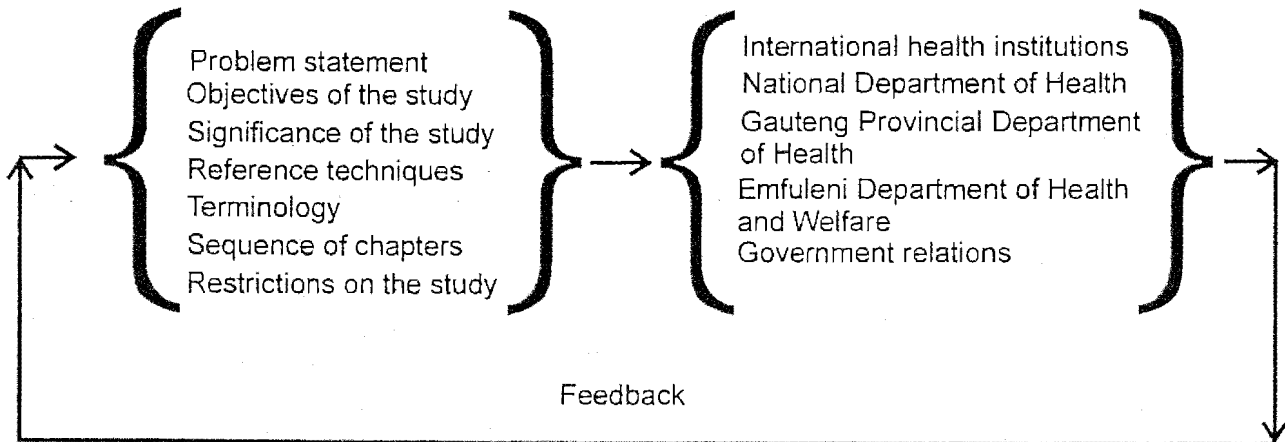 Problem statement
Objectives of the study
Significance of the study
Reference techniques
Terminology
Sequence of chapters
Restrictions on the study
International health institutions
National Department of Health
Gauteng Provincial Department
of Health
Emfuleni Department of Health
and Welfare
Government relations
Feedback